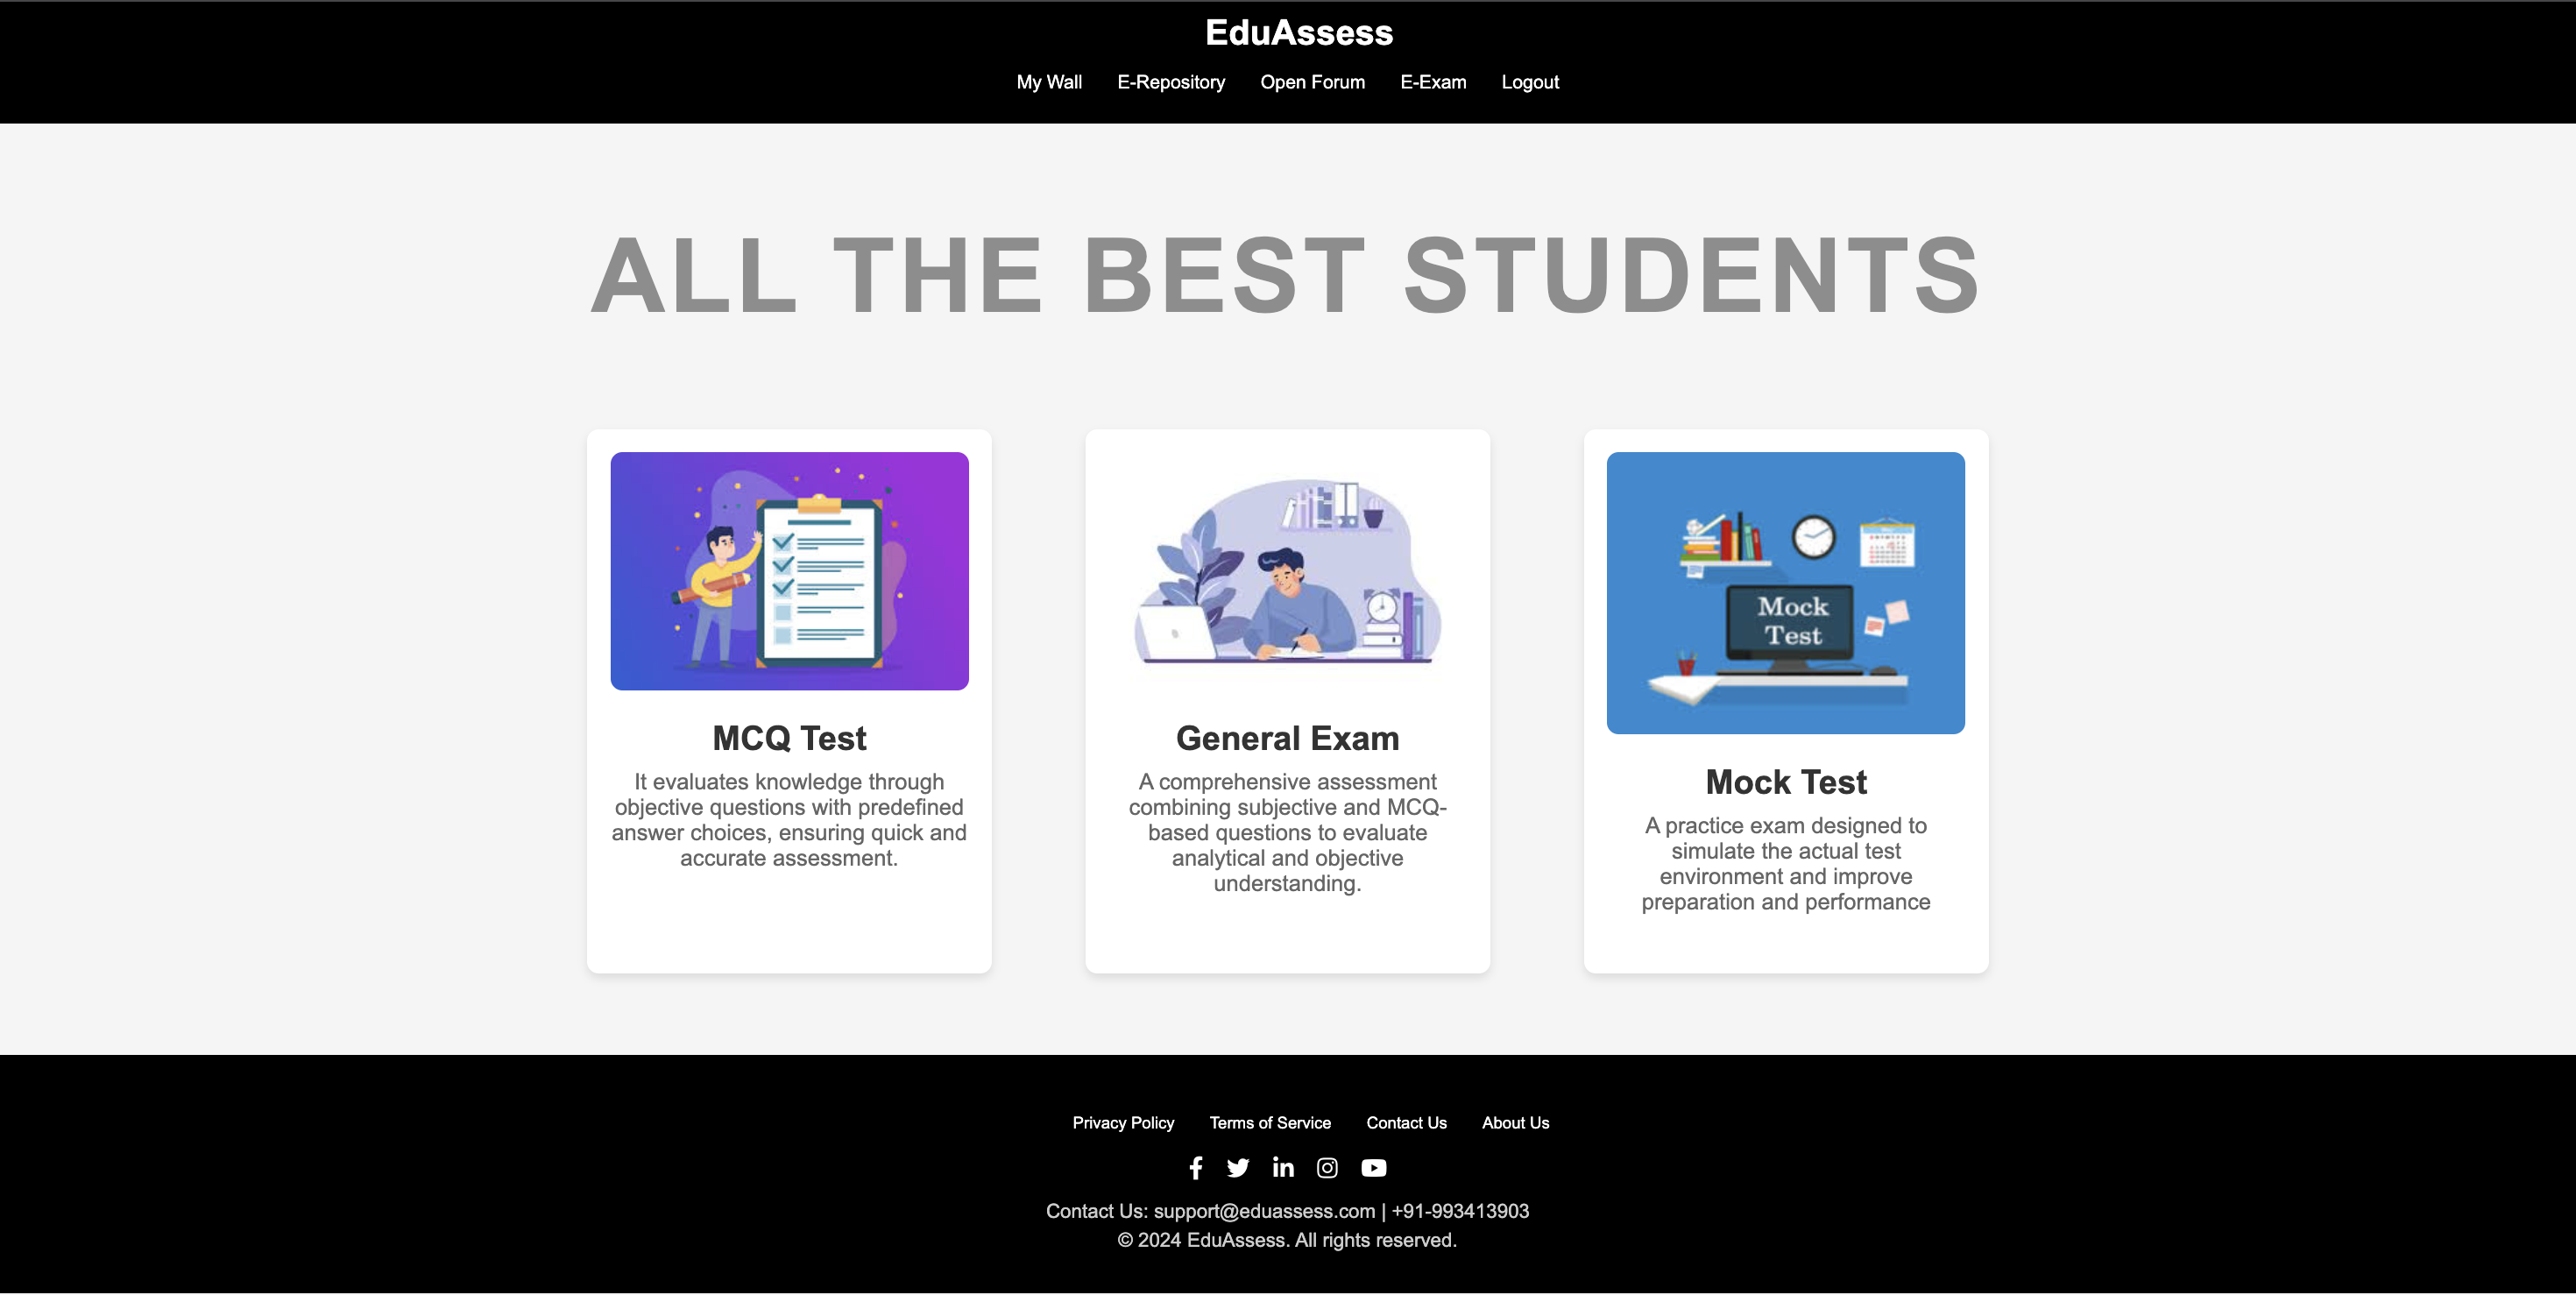 EduAssess
My Wall E-Repository Open Forum E-Exam Logout
ALL THE BEST STUDENTS
MCQ Test
It evaluates knowledge through
objective questions with predefined
answer choices, ensuring quick and
accurate assessment.
General Exam
A comprehensive assessment
combining subjective and MCQ-
based questions to evaluate
analytical and objective
understanding.
Mock
Test
Mock Test
A practice exam designed to
simulate the actual test
environment and improve
preparation and performance
Privacy Policy Terms of Service Contact Us About Us
Contact Us: support@eduassess.com | +91-993413903
© 2024 EduAssess. All rights reserved.